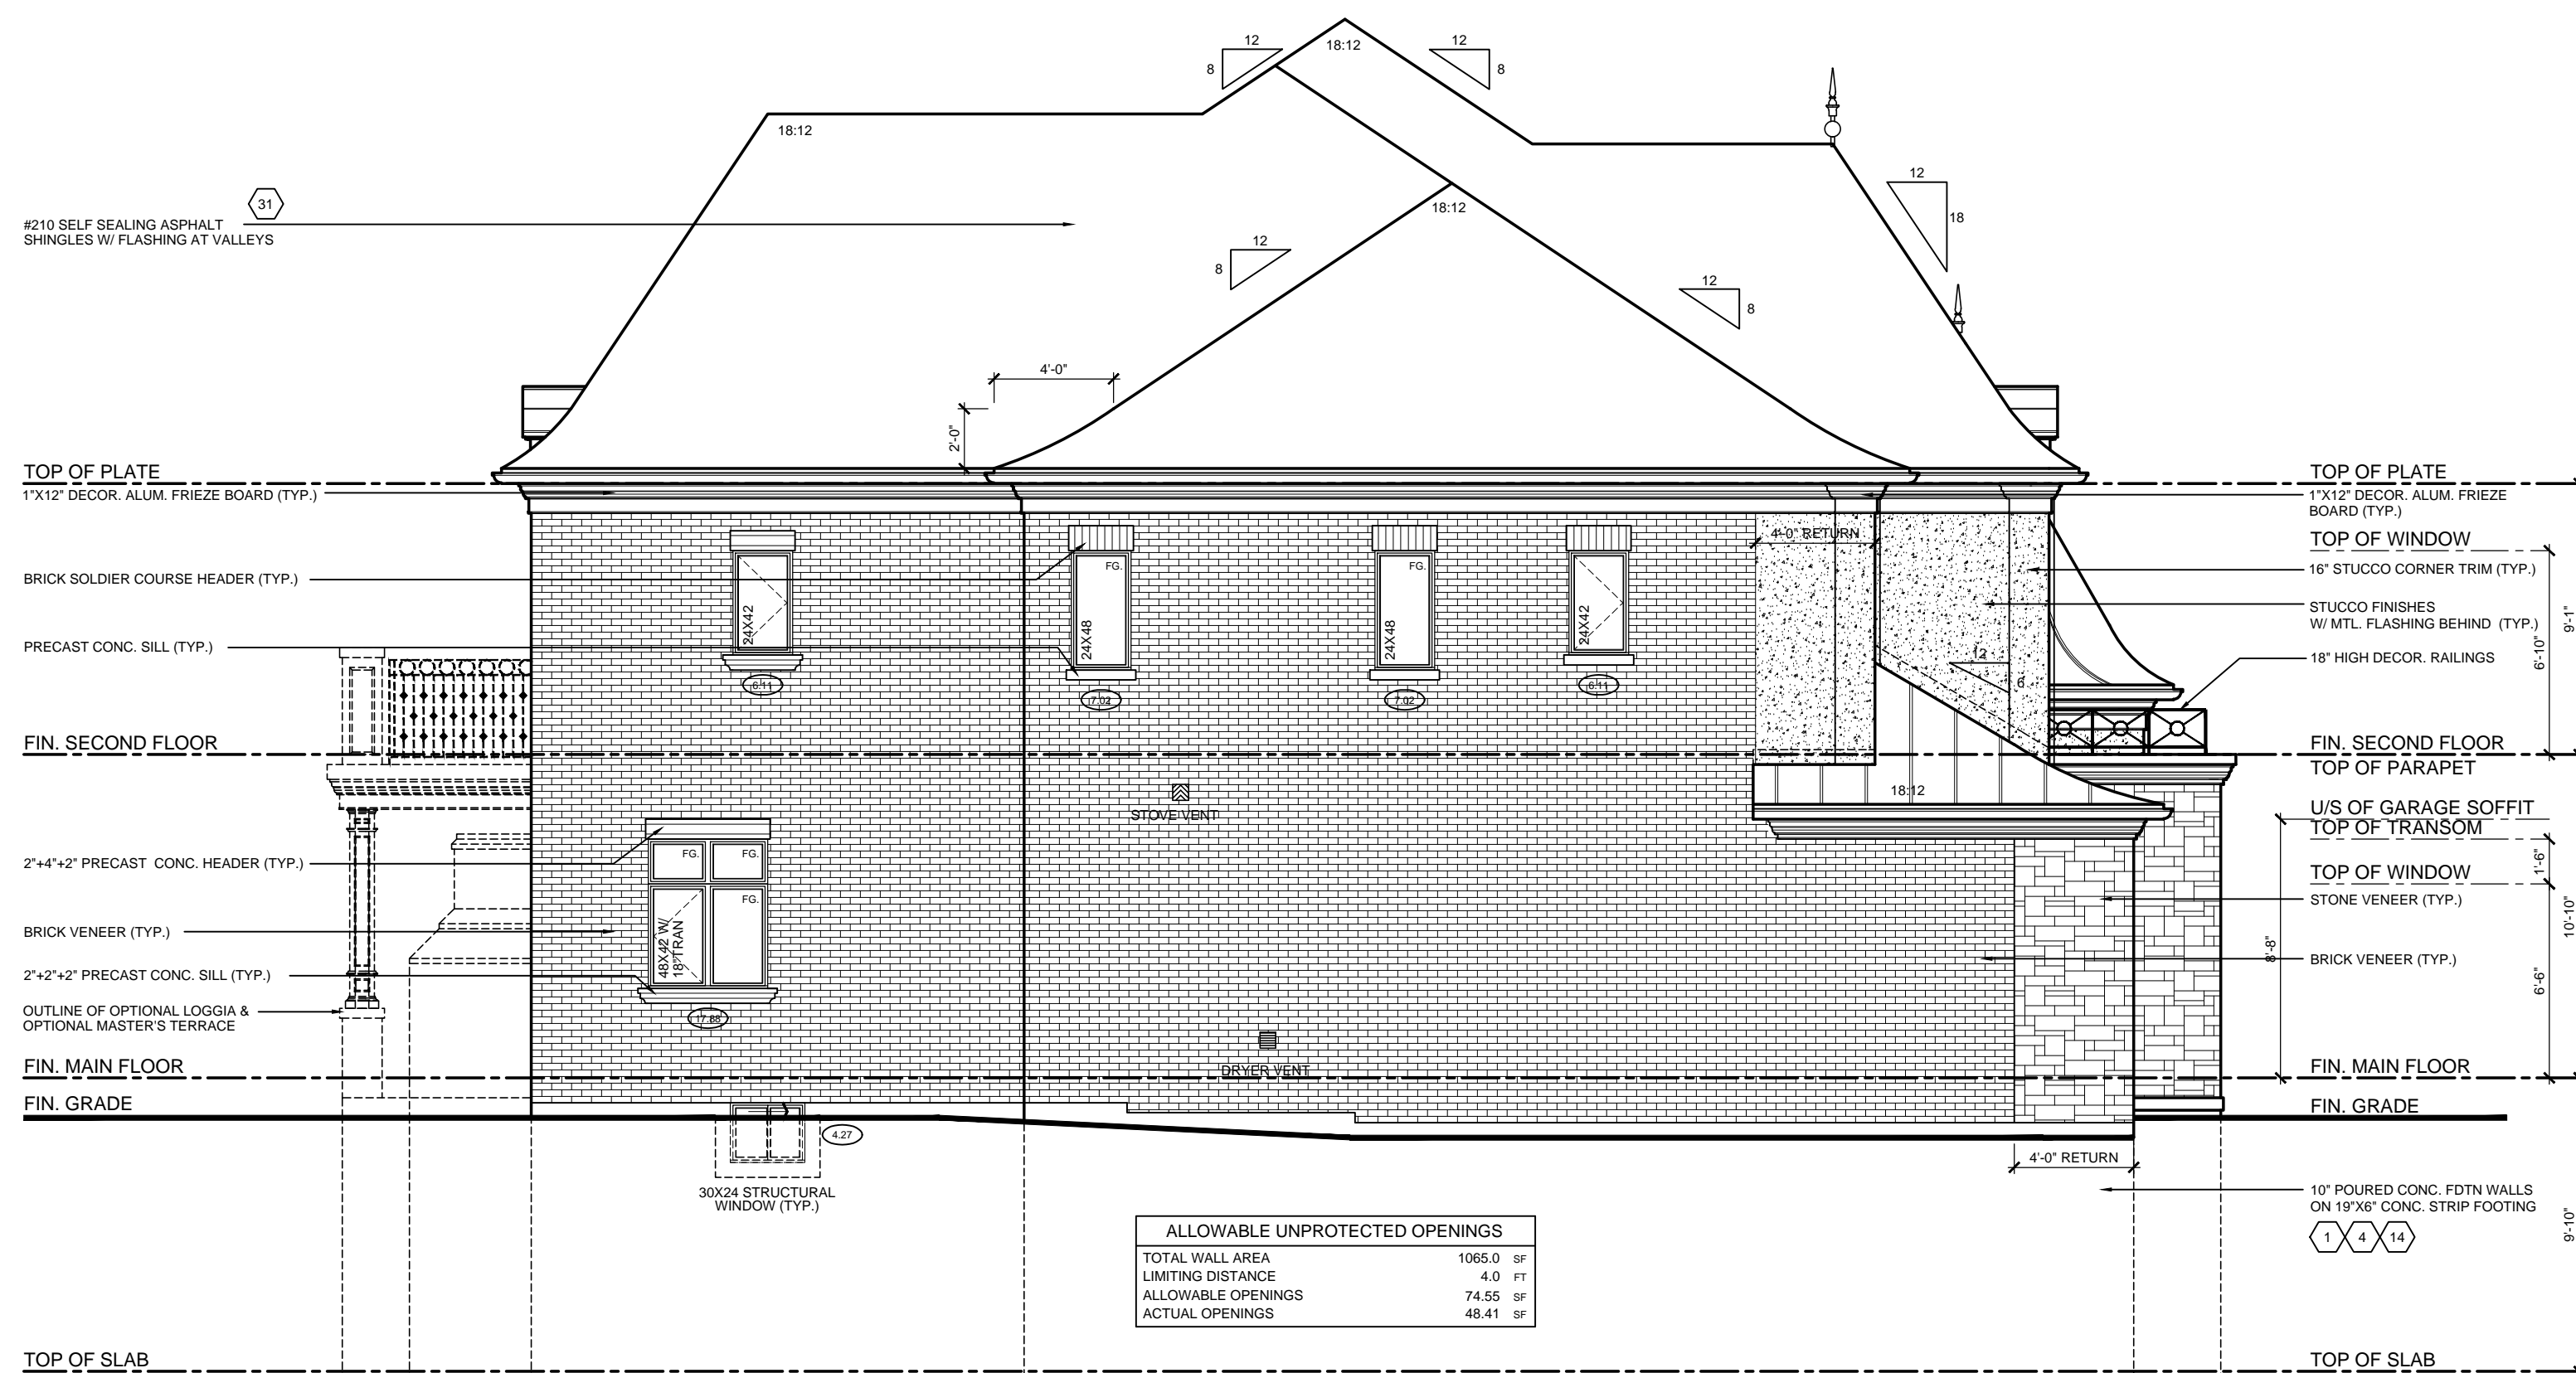 12
8
18:12
12
8
18:12
12
18
31
#210 SELF SEALING ASPHALT
SHINGLES W/ FLASHING AT VALLEYS
18:12
12
8
12
8
4'-0"
2'-0"
TOP OF PLATE
1"X12" DECOR. ALUM. FRIEZE BOARD (TYP.)
BRICK SOLDIER COURSE HEADER (TYP.)
PRECAST CONC. SILL (TYP.)
FIN. SECOND FLOOR
2"+4"+2" PRECAST CONC. HEADER (TYP.)
BRICK VENEER (TYP.)
2"+2"+2" PRECAST CONC. SILL (TYP.)
OUTLINE OF OPTIONAL LOGGIA &
OPTIONAL MASTER'S TERRACE
FIN. MAIN FLOOR
FIN. GRADE
TOP OF SLAB
24X42
6.11
FG.
24X48
7.02
FG.
24X48
7.02
24X42
6.11
4'-0" RETURN
12
6
18:12
STOVE VENT
FG.
FG.
FG.
48X42 W/
18"TRAN
17.88
DRYER VENT
4.27
30X24 STRUCTURAL
WINDOW (TYP.)
4'-0" RETURN
ALLOWABLE UNPROTECTED OPENINGS
TOTAL WALL AREA 1065.0 SF
LIMITING DISTANCE 4.0 FT
ALLOWABLE OPENINGS 74.55 SF
ACTUAL OPENINGS 48.41 SF
TOP OF PLATE
1"X12" DECOR. ALUM. FRIEZE
BOARD (TYP.)
TOP OF WINDOW
16" STUCCO CORNER TRIM (TYP.)
STUCCO FINISHES
W/ MTL. FLASHING BEHIND (TYP.)
18" HIGH DECOR. RAILINGS
FIN. SECOND FLOOR
TOP OF PARAPET
U/S OF GARAGE SOFFIT
TOP OF TRANSOM
TOP OF WINDOW
STONE VENEER (TYP.)
BRICK VENEER (TYP.)
FIN. MAIN FLOOR
FIN. GRADE
10" POURED CONC. FDTN WALLS
ON 19"X6" CONC. STRIP FOOTING
1 4 14
TOP OF SLAB
9'-1"
6'-10"
1'-6"
10'-10"
8'-8"
6'-6"
9'-10"